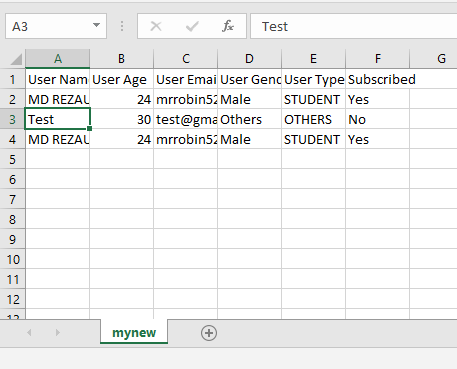 A3 fx Test
A B C D E F G
1 User Nam User Age User Emai User Gend User Type Subscribed
2 MD REZAU 24 mrrobin52 Male STUDENT Yes
3 Test 30 test@gma Others OTHERS No
4 MD REZAU 24 mrrobin52 Male STUDENT Yes
5
6
7
8
9
10
11
12
mynew